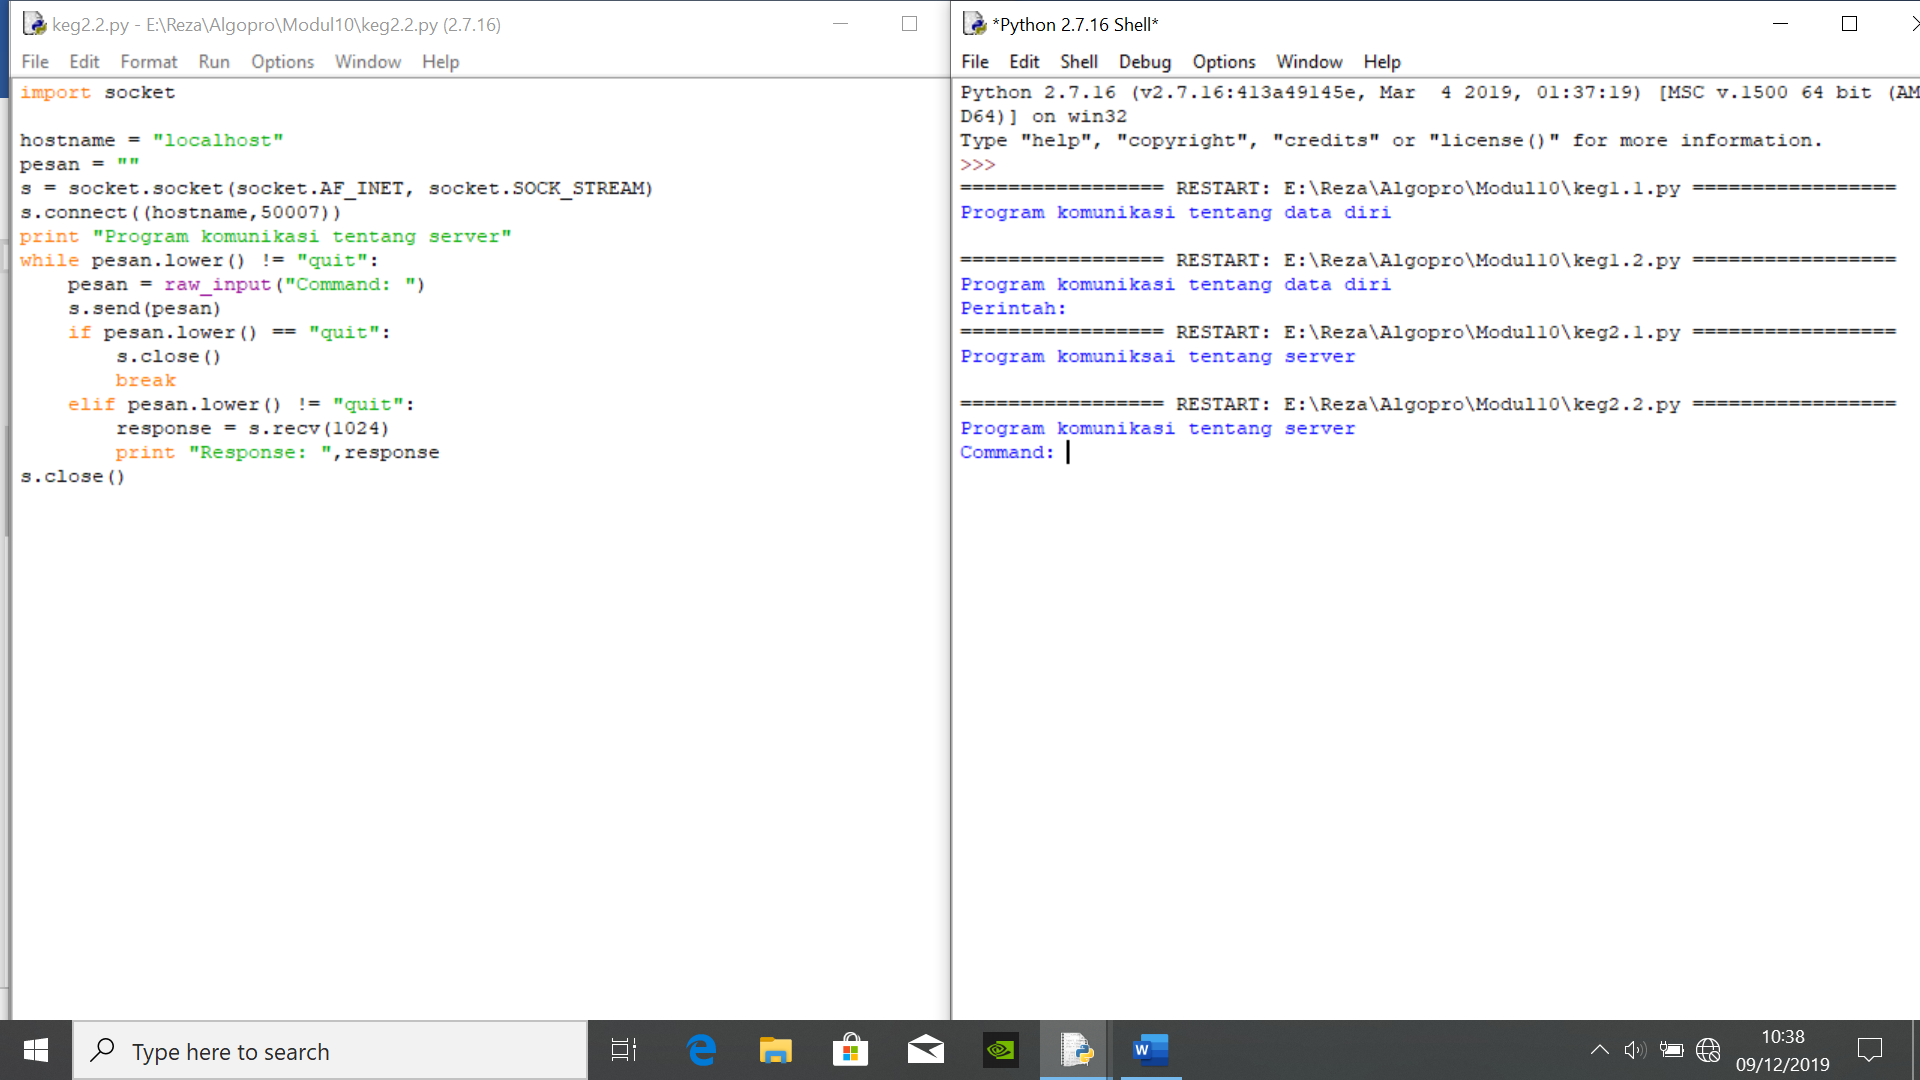 keg2.2.py - E:\Reza\Algopro\Modul10\keg2.2.py (2.7.16)
File Edit Format Run Options Window Help
import socket
hostname = "localhost"
pesan = ""
s = socket.socket(socket.AF_INET, socket.SOCK_STREAM)
s.connect((hostname,50007))
print "Program komunikasi tentang server"
while pesan.lower() != "quit":
    pesan = raw_input("Command: ")
    s.send(pesan)
    if pesan.lower() == "quit":
        s.close()
        break
    elif pesan.lower() != "quit":
        response = s.recv(1024)
        print "Response: ",response
s.close()
*Python 2.7.16 Shell*
File Edit Shell Debug Options Window Help
Python 2.7.16 (v2.7.16:413a49145e, Mar  4 2019, 01:37:19) [MSC v.1500 64 bit (AM
D64)] on win32
Type "help", "copyright", "credits" or "license()" for more information.
>>>
================= RESTART: E:\Reza\Algopro\Modul10\keg1.1.py =================
Program komunikasi tentang data diri
================= RESTART: E:\Reza\Algopro\Modul10\keg1.2.py =================
Program komunikasi tentang data diri
Perintah:
================= RESTART: E:\Reza\Algopro\Modul10\keg2.1.py =================
Program komuniksai tentang server
================= RESTART: E:\Reza\Algopro\Modul10\keg2.2.py =================
Program komunikasi tentang server
Command:
Type here to search
W
10:38
09/12/2019